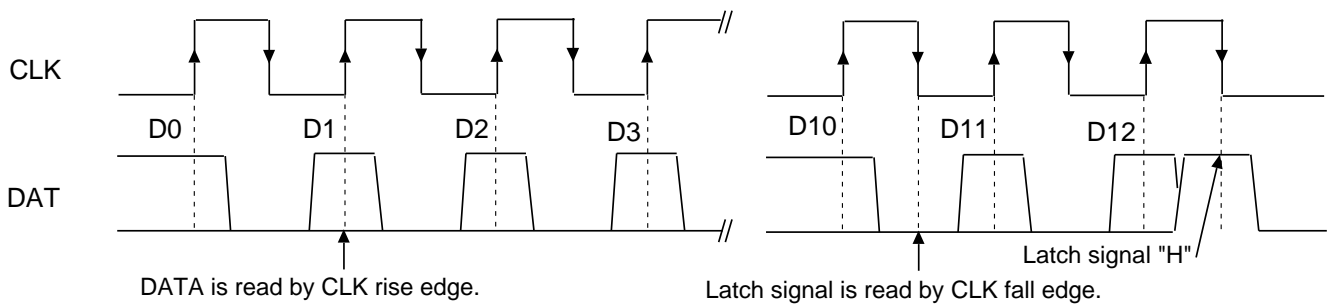 CLK
D0 D1 D2 D3 D10 D11 D12
DAT
Latch signal "H"
DATA is read by CLK rise edge.
Latch signal is read by CLK fall edge.